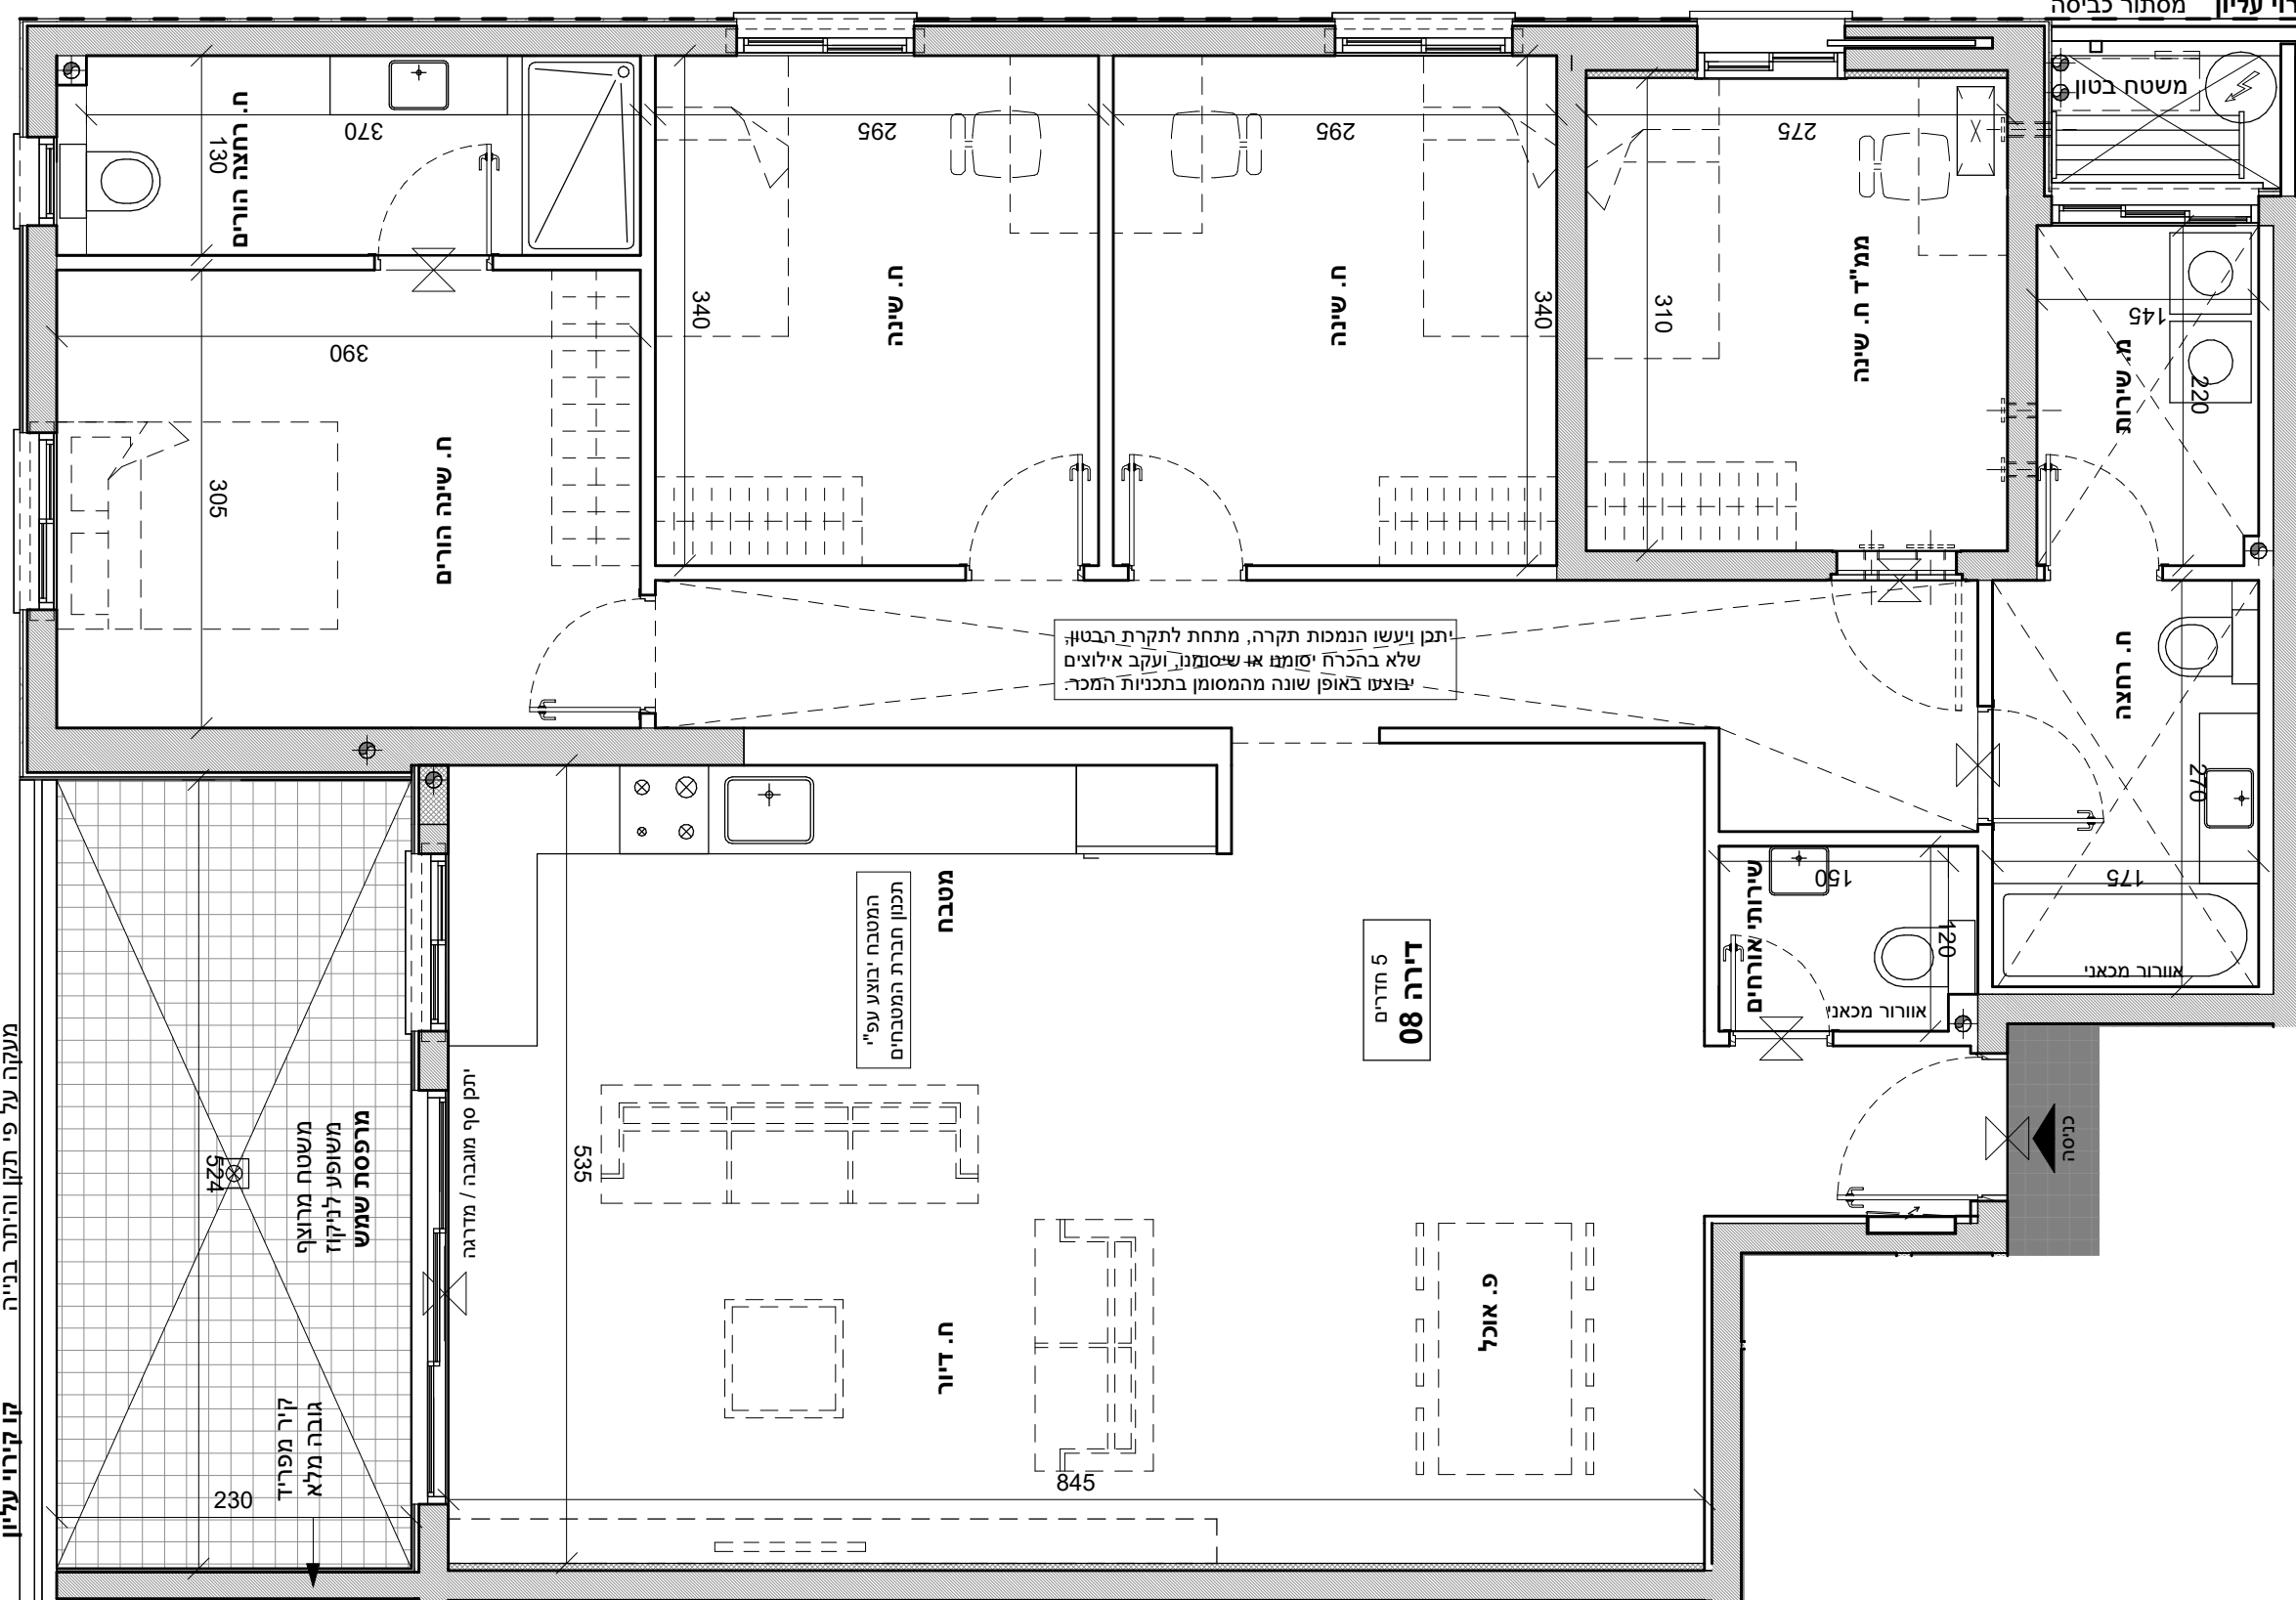 רוי עליון מסתור כביסה
משטח בטון
ח. רחצה הורים
130
370
295
295
275
ח. שינה
340
ח. שינה
340
ממ"ד ח. שינה
310
145
מ. שירות
220
390
305
ח. שינה הורים
יתכן ויעשו הנמכות תקרה, מתחת לתקרת הבטון,
שלא בהכרח יסומנו או שיסומנו, ועקב אילוצים
יבוצעו באופן שונה מהמסומן בתכניות המכר.
ח. רחצה
270
175
אוורור מכאני
שירותי אורחים
150
120
אוורור מכאני
מטבח
תכנון חברת המטבחים
המטבח יבוצע עפ"י
דירה 08
5 חדרים
כניסה
יתכן סף מוגבה / מדרגה
535
מרפסת שמש
משופע לניקוז
משטח מרוצף
524
ח. דיור
פ. אוכל
845
גובה מלא
קיר מפריד
230
מעקה על פי תקן והיתר בנייה
קו קירוי עליון